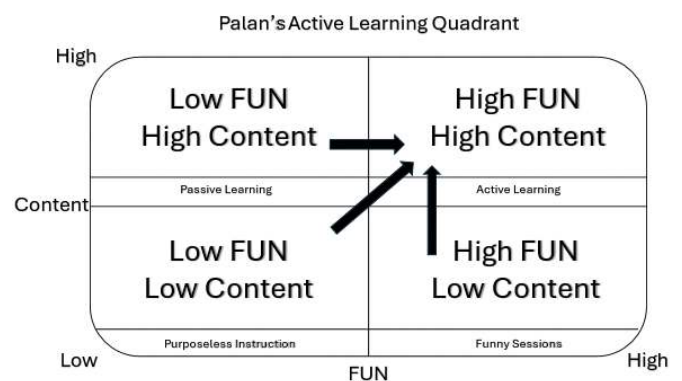 Palan's Active Learning Quadrant
High
Low FUN
High Content
High FUN
High Content
Passive Learning
Active Learning
Content
Low FUN
Low Content
High FUN
Low Content
Purposeless Instruction
Funny Sessions
Low
FUN
High